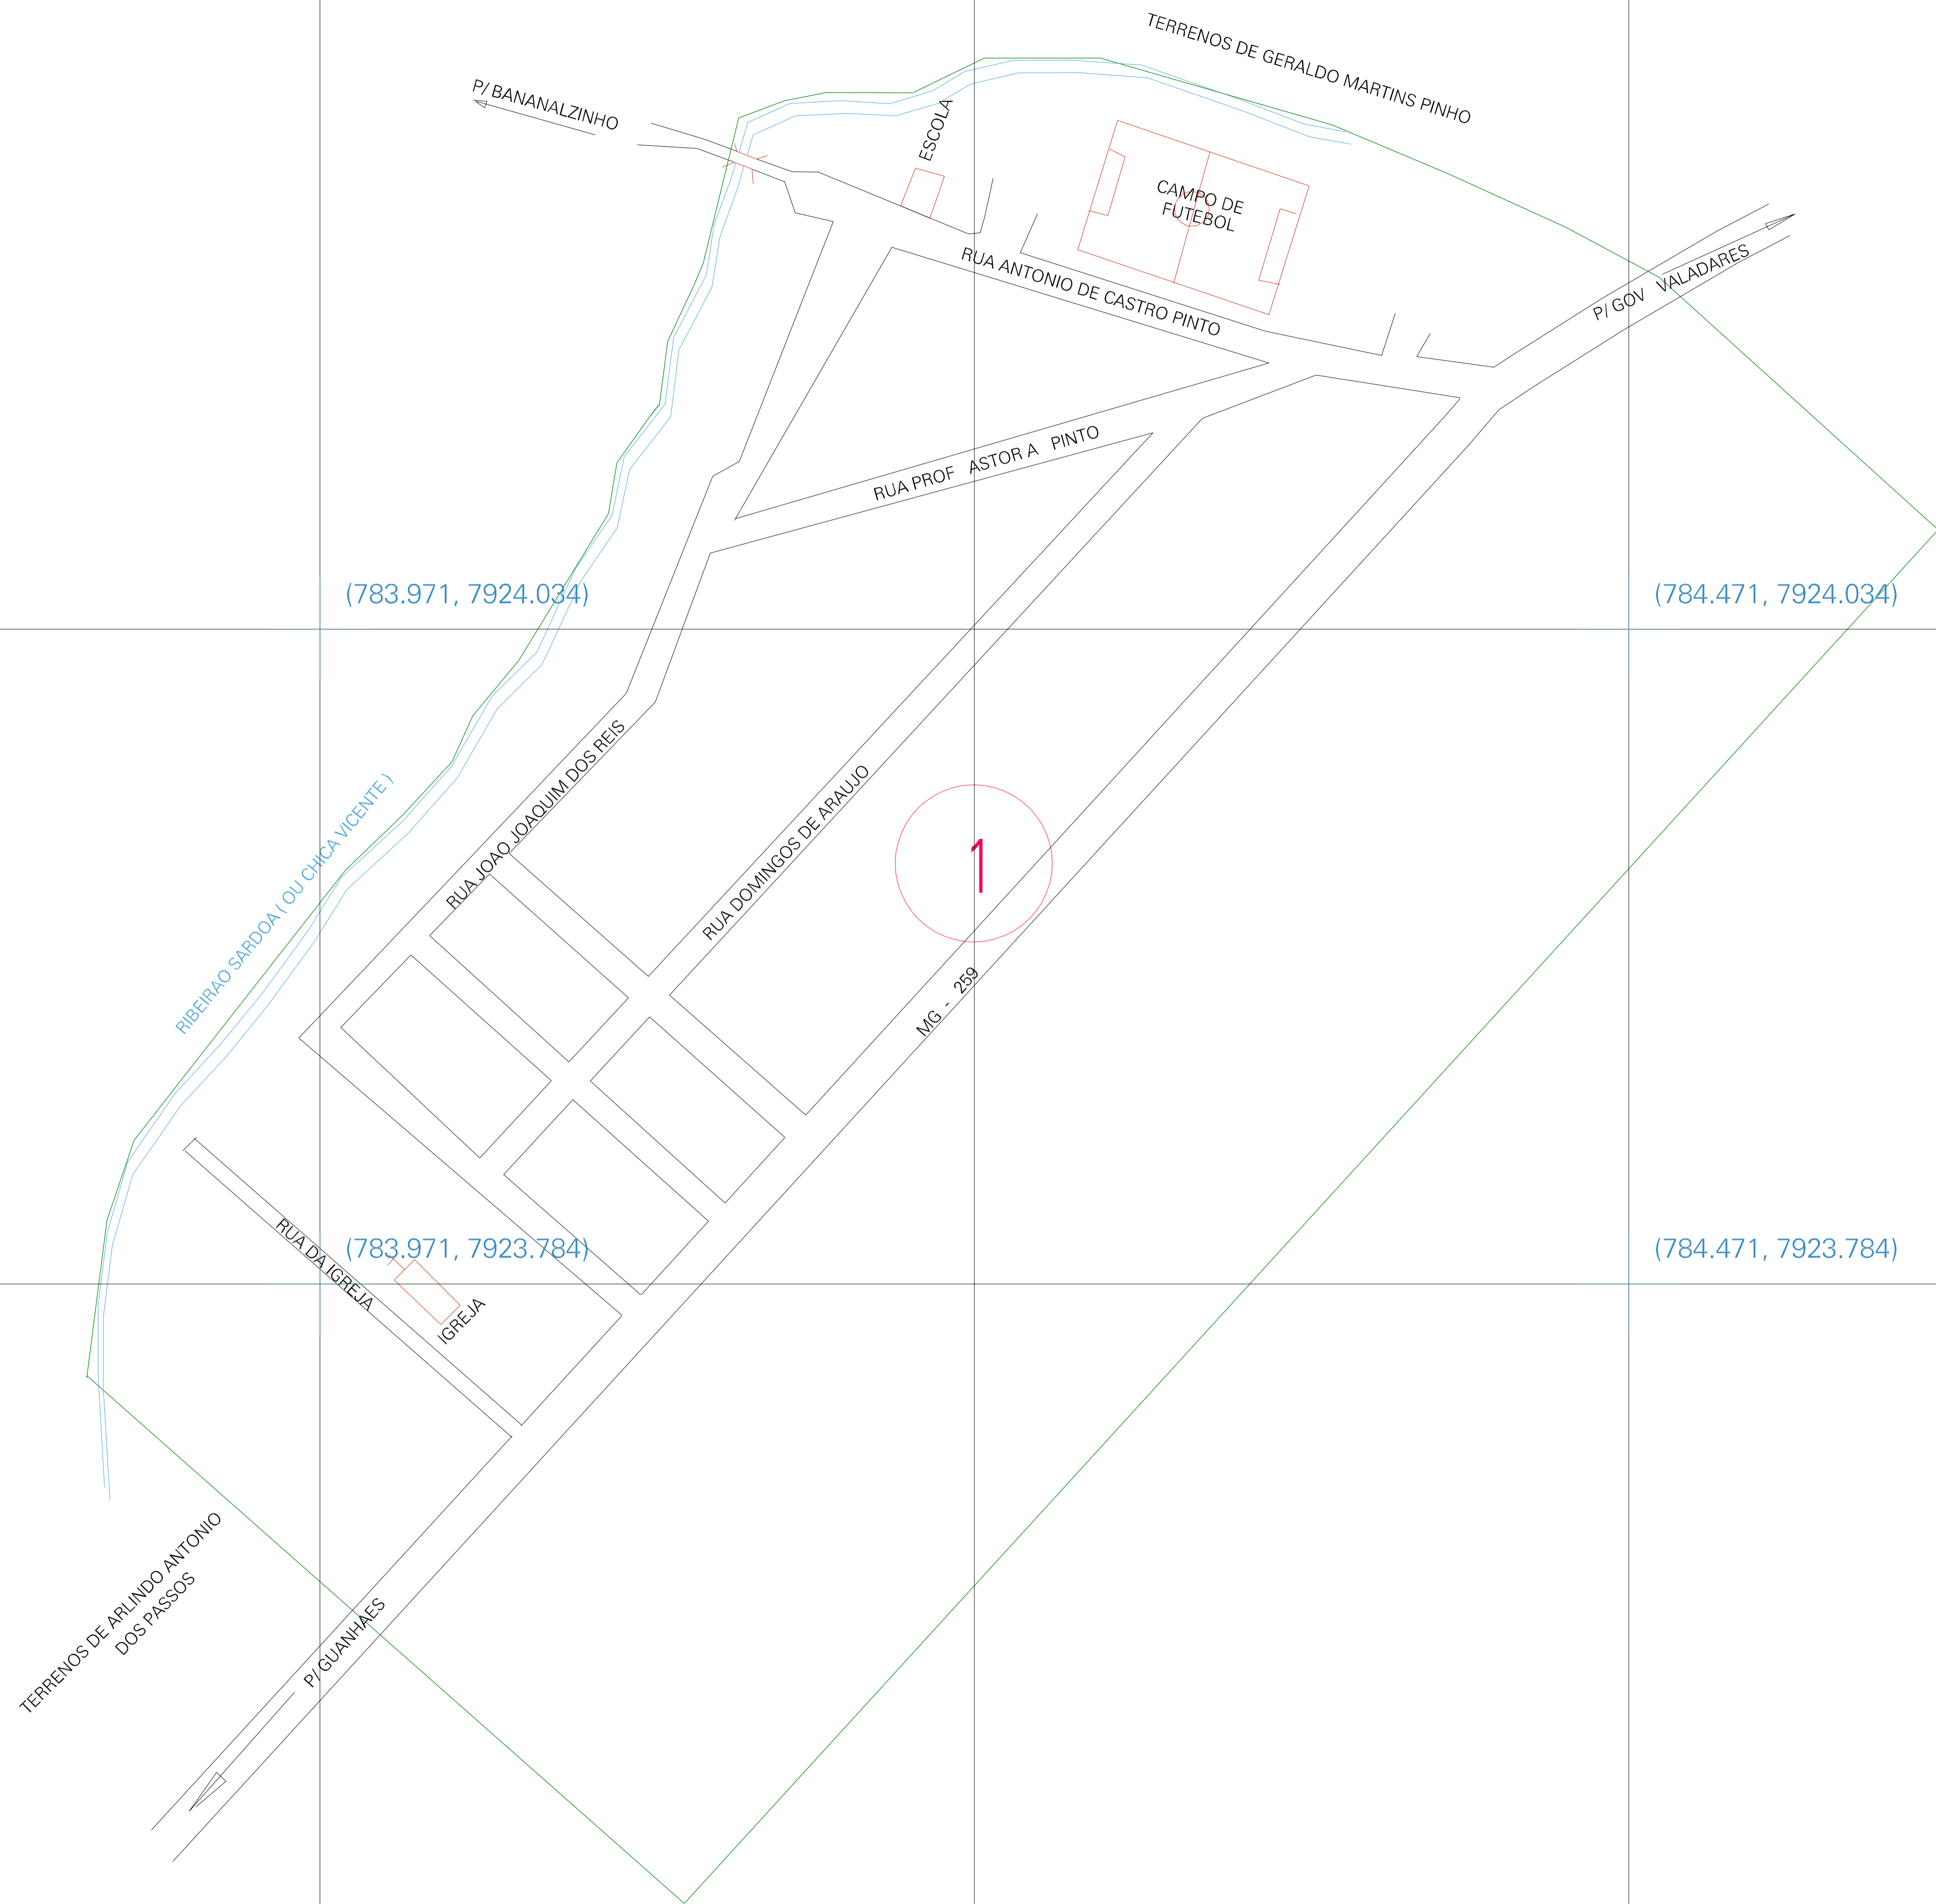 TERRENOS DE GERALDO MARTINS PINHO
P/ BANANALZINHO
ESCOLA
CAMPO DE
FUTEBOL
RUA ANTONIO DE CASTRO PINTO
P/ GOV VALADARES
RUA PROF ASTOR A PINTO
(783.971, 7924.034)
(784.471, 7924.034)
RUA JOAO JOAQUIM DOS REIS
RIBEIRAO SARDOA ( OU CHICA VICENTE )
RUA DOMINGOS DE ARAUJO
1
MG - 259
RUA DA IGREJA
(783.971, 7923.784)
(784.471, 7923.784)
IGREJA
TERRENOS DE ARLINDO ANTONIO
DOS PASSOS
P/ GUANHAES